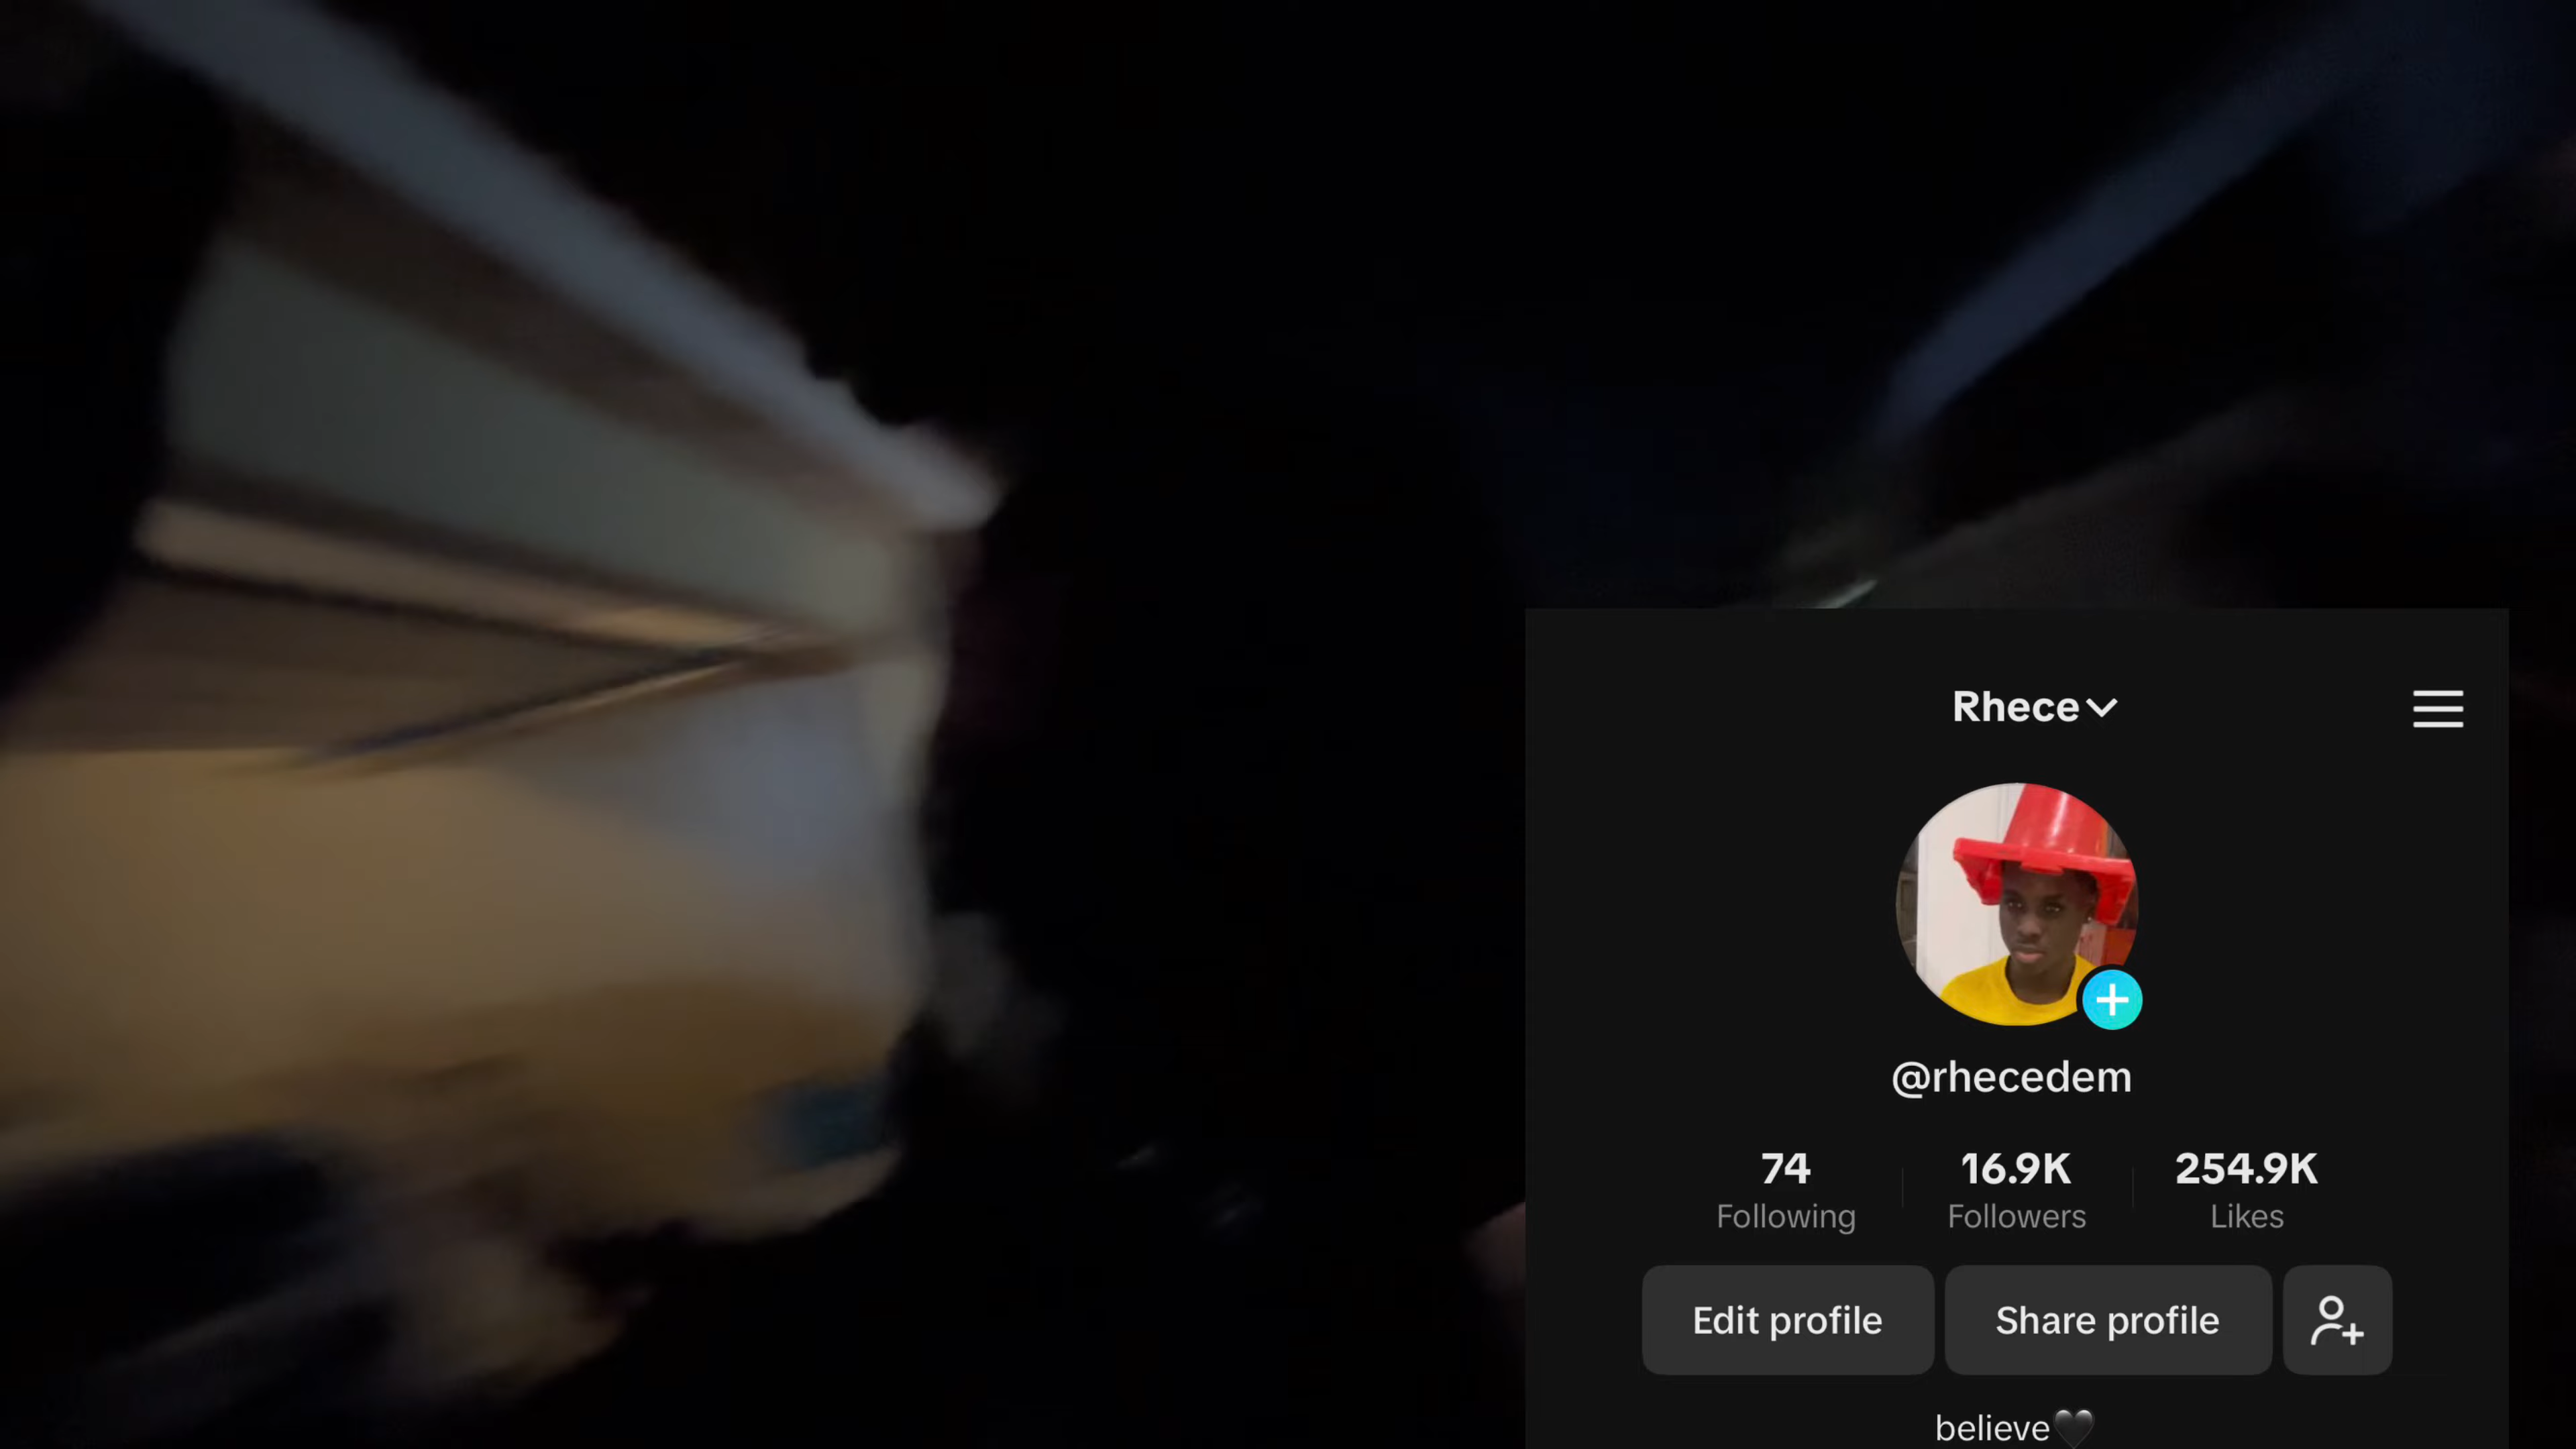 Rhece
@rhecedem
74 16.9K 254.9K
Following Followers Likes
Edit profile Share profile
believe🖤